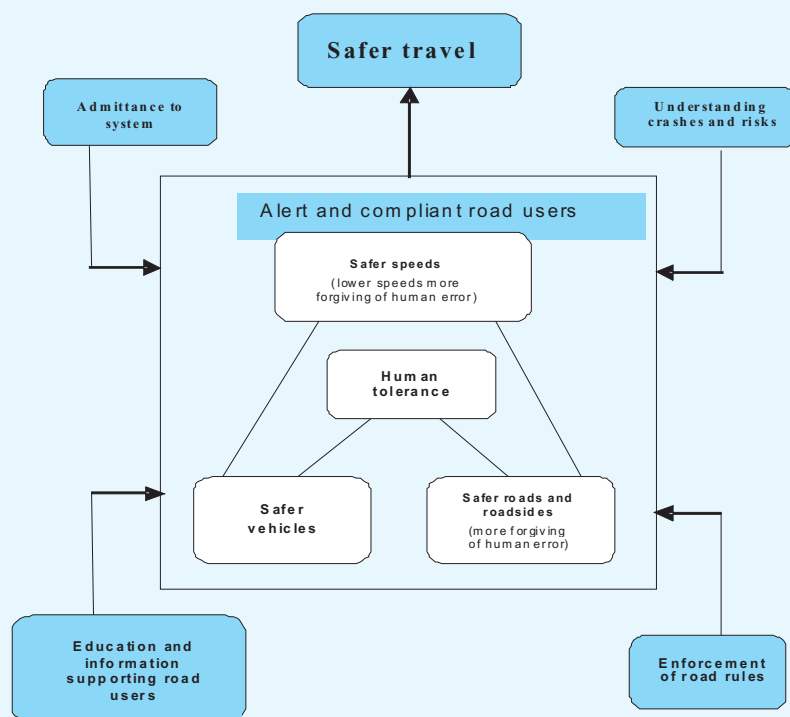 Safer travel
Admittance to
system
Understanding
crashes and risks
Alert and compliant road users
Safer speeds
(lower speeds more
forgiving of human error)
Human
tolerance
Safer
vehicles
Safer roads and
roadsides
(more forgiving
of human error)
Education and
information
supporting road
users
Enforcement
of road rules